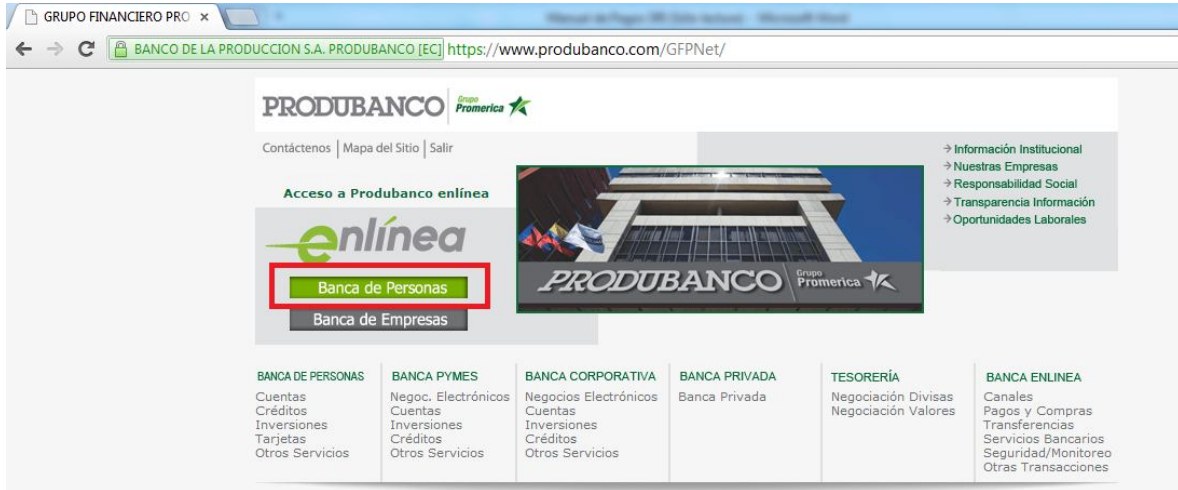 GRUPO FINANCIERO PRO
BANCO DE LA PRODUCCION S.A. PRODUBANCO [EC] https://www.produbanco.com/GFPNet/
PRODUBANCO Grupo Promerica
Contáctenos | Mapa del Sitio | Salir
Acceso a Produbanco enlínea
enlínea
Banca de Personas
Banca de Empresas
PRODUBANCO Grupo Promerica
Información Institucional
Nuestras Empresas
Responsabilidad Social
Transparencia Información
Oportunidades Laborales
BANCA DE PERSONAS
Cuentas
Créditos
Inversiones
Tarjetas
Otros Servicios
BANCA PYMES
Negoc. Electrónicos
Cuentas
Inversiones
Créditos
Otros Servicios
BANCA CORPORATIVA
Negocios Electrónicos
Cuentas
Inversiones
Créditos
Otros Servicios
BANCA PRIVADA
Banca Privada
TESORERÍA
Negociación Divisas
Negociación Valores
BANCA ENLINEA
Canales
Pagos y Compras
Transferencias
Servicios Bancarios
Seguridad/Monitoreo
Otras Transacciones